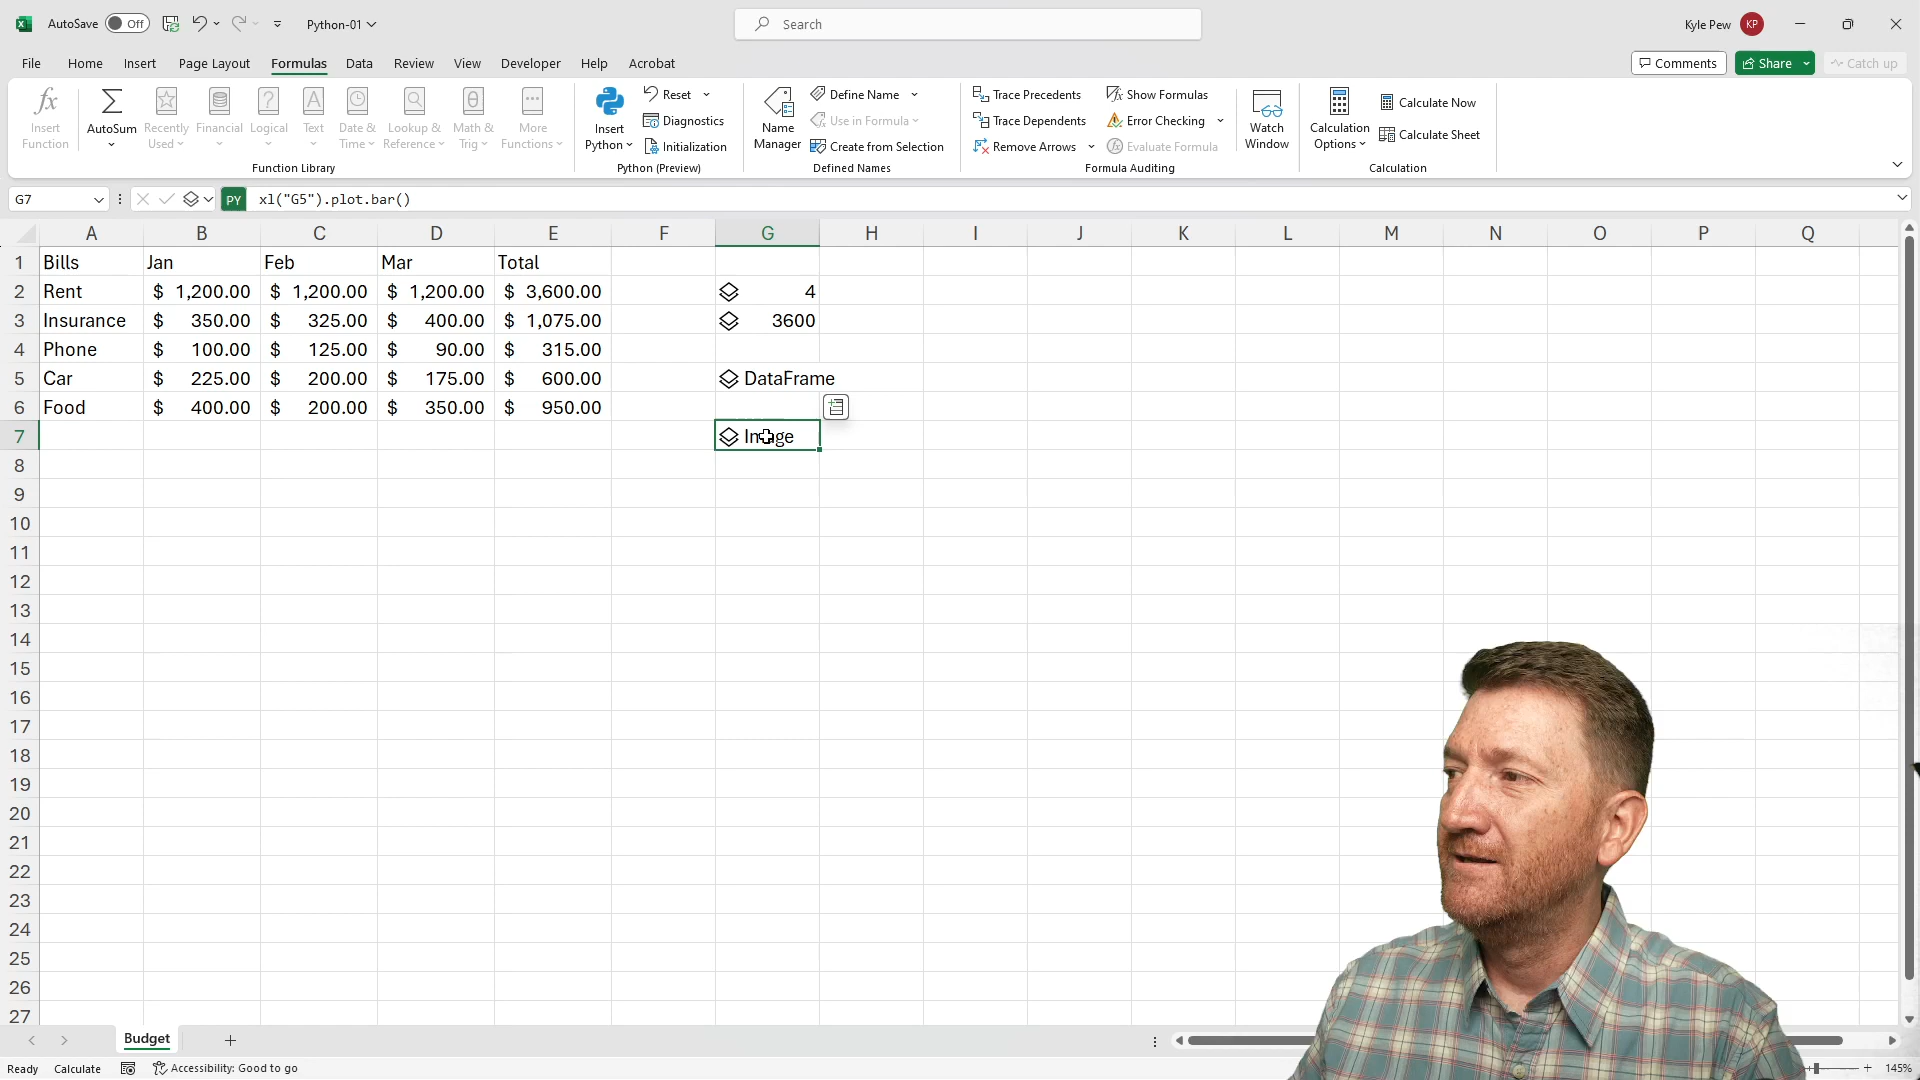 AutoSave Off Python-01 Search Kyle Pew KP
File Home Insert Page Layout Formulas Data Review View Developer Help Acrobat Comments Share Catch up
Insert Function
AutoSum
Recently Used
Financial
Logical
Text
Date & Time
Lookup & Reference
Math & Trig
More Functions
Function Library
Insert Python
Reset
Diagnostics
Initialization
Python (Preview)
Name Manager
Define Name
Use in Formula
Create from Selection
Defined Names
Trace Precedents
Trace Dependents
Remove Arrows
Show Formulas
Error Checking
Evaluate Formula
Formula Auditing
Watch Window
Calculation Options
Calculate Now
Calculate Sheet
Calculation
G7 PY xl("G5").plot.bar()
A B C D E F G H I J K L M N O P Q
1 Bills Jan Feb Mar Total
2 Rent $ 1,200.00 $ 1,200.00 $ 1,200.00 $ 3,600.00 4
3 Insurance $ 350.00 $ 325.00 $ 400.00 $ 1,075.00 3600
4 Phone $ 100.00 $ 125.00 $ 90.00 $ 315.00
5 Car $ 225.00 $ 200.00 $ 175.00 $ 600.00 DataFrame
6 Food $ 400.00 $ 200.00 $ 350.00 $ 950.00
7 Image
8
9
10
11
12
13
14
15
16
17
18
19
20
21
22
23
24
25
26
27
Budget
Ready Calculate Accessibility: Good to go 145%